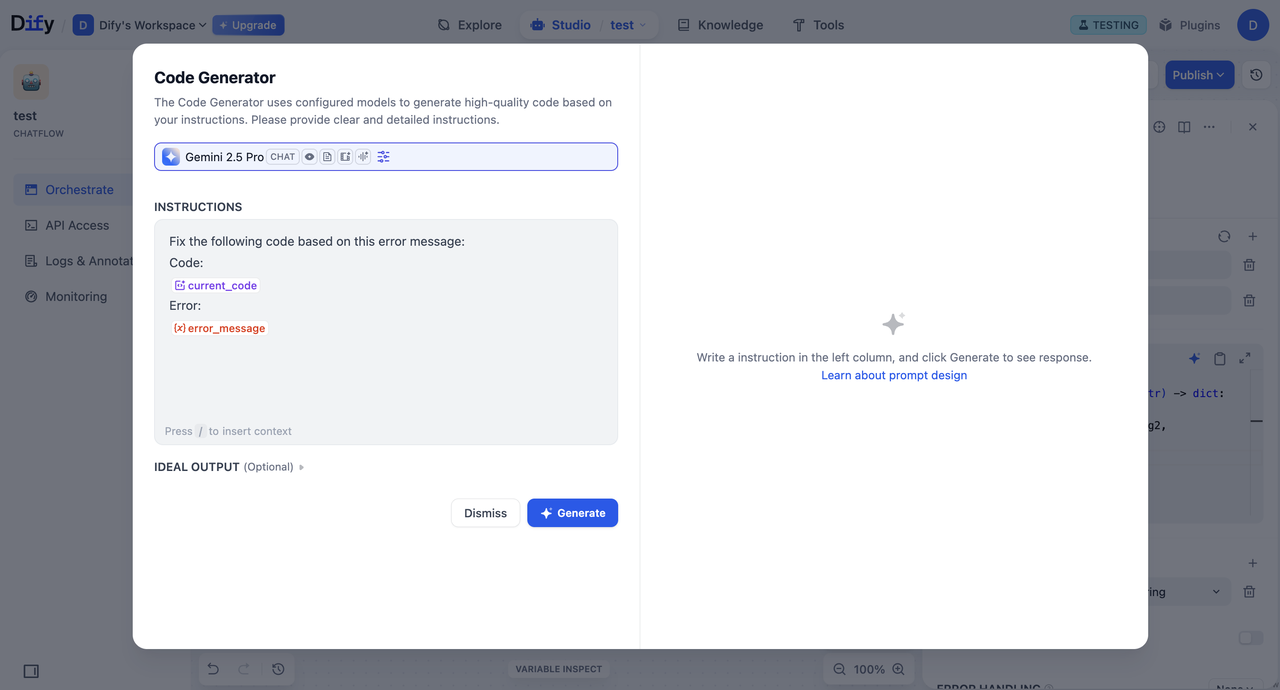 Dify / D Dify's Workspace Upgrade Explore Studio / test Knowledge Tools TESTING Plugins D
test
CHATFLOW
Orchestrate
API Access
Logs & Annotat
Monitoring
Publish
Code Generator
The Code Generator uses configured models to generate high-quality code based on
your instructions. Please provide clear and detailed instructions.
Gemini 2.5 Pro CHAT
INSTRUCTIONS
Fix the following code based on this error message:
Code:
current_code
Error:
(x) error_message
Press / to insert context
IDEAL OUTPUT (Optional)
Dismiss Generate
Write a instruction in the left column, and click Generate to see response.
Learn about prompt design
tr) -> dict:
g2,
ing
VARIABLE INSPECT
100%
ERROR HANDLING
None